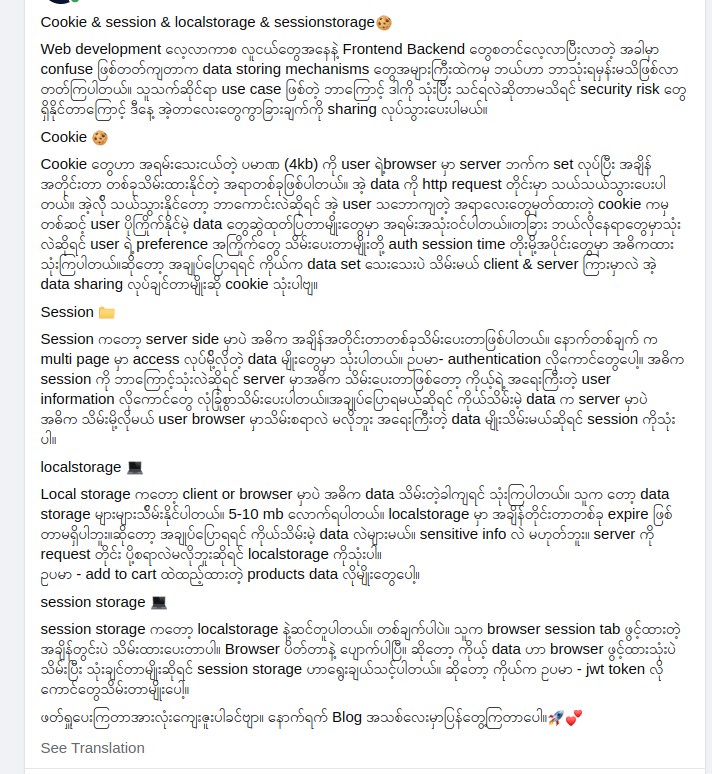 Cookie & session & localstorage & sessionstorage🍪
Web development လေ့လာကာစ လူငယ်တွေအနေနဲ့ Frontend Backend တွေစတင်လေ့လာပြီးလာတဲ့ အခါမှာ
confuse ဖြစ်တတ်ကျတာက data storing mechanisms တွေအများကြီးထဲကမှ ဘယ်ဟာ ဘာသုံးရမှန်းမသိဖြစ်လာ
တတ်ကြပါတယ်။ သူ့သက်ဆိုင်ရာ use case ဖြစ်တဲ့ ဘာကြောင့် ဒါကို သုံးပြီး သင့်ရလဲဆိုတာမသိရင် security risk တွေ
ရှိနိုင်တာကြောင့် ဒီနေ့ အဲ့တာလေးတွေကွာခြားချက်ကို sharing လုပ်သွားပေးပါမယ်။
Cookie 🍪
Cookie တွေဟာ အရမ်းသေးငယ်တဲ့ ပမာဏ (4kb) ကို user ရဲ့browser မှာ server ဘက်က set လုပ်ပြီး အချိန်
အတိုင်းတာ တစ်ခုသိမ်းထားနိုင်တဲ့ အရာတစ်ခုဖြစ်ပါတယ်။ အဲ့ data ကို http request တိုင်းမှာ သယ်သယ်သွားပေးပါ
တယ်။ အဲ့လို သယ်သွားနိုင်တော့ ဘာကောင်းလဲဆိုရင် အဲ့ user သဘောကျတဲ့ အရာလေးတွေမှတ်ထားတဲ့ cookie ကမှ
တစ်ဆင့် user ပိုကြိုက်နိုင်မဲ့ data တွေဆွဲထုတ်ပြတာမျိုးတွေမှာ အရမ်းအသုံးဝင်ပါတယ်။တခြား ဘယ်လိုနေရာတွေမှာသုံး
လဲဆိုရင် user ရဲ့ preference အကြိုက်တွေ သိမ်းပေးတာမျိုးတို့ auth session time တိုးမို့အပိုင်းတွေမှာ အဓိကထား
သုံးကြပါတယ်။ဆိုတော့ အချုပ်ပြောရရင် ကိုယ်က data set သေးသေးပဲ သိမ်းမယ် client & server ကြားမှာလဲ အဲ့
data sharing လုပ်ချင်တာမျိုးဆို cookie သုံးပါဗျ။
Session 📁
Session ကတော့ server side မှာပဲ အဓိက အချိန်အတိုင်းတာတစ်ခုသိမ်းပေးတာဖြစ်ပါတယ်။ နောက်တစ်ချက် က
multi page မှာ access လုပ်မို့လိုတဲ့ data မျိုးတွေမှာ သုံးပါတယ်။ ဥပမာ- authentication လိုကောင်တွေပေါ့။ အဓိက
session ကို ဘာကြောင့်သုံးလဲဆိုရင် server မှာအဓိက သိမ်းပေးတာဖြစ်တော့ ကိုယ့်ရဲ့အရေးကြီးတဲ့ user
information လိုကောင်တွေ လုံခြုံစွာသိမ်းပေးပါတယ်။အချုပ်ပြောရမယ်ဆိုရင် ကိုယ်သိမ်းမဲ့ data က server မှာပဲ
အဓိက သိမ်းမို့လိုမယ် user browser မှာသိမ်းစရာလဲ မလိုဘူး အရေးကြီးတဲ့ data မျိုးသိမ်းမယ်ဆိုရင် session ကိုသုံး
ပါ။
localstorage 💻
Local storage ကတော့ client or browser မှာပဲ အဓိက data သိမ်းတဲ့ခါကျရင် သုံးကြပါတယ်။ သူက တော့ data
storage များများသိမ်းနိုင်ပါတယ်။ 5-10 mb လောက်ရပါတယ်။ localstorage မှာ အချိန်တိုင်းတာတစ်ခု expire ဖြစ်
တာမရှိပါဘူး။ဆိုတော့ အချုပ်ပြောရရင် ကိုယ်သိမ်းမဲ့ data လဲများမယ်။ sensitive info လဲ မဟုတ်ဘူး။ server ကို
request တိုင်း ပို့စရာလဲမလိုဘူးဆိုရင် localstorage ကိုသုံးပါ။
ဥပမာ - add to cart ထဲထည့်ထားတဲ့ products data လိုမျိုးတွေပေါ့။
session storage 💻
session storage ကတော့ localstorage နဲ့ဆင်တူပါတယ်။ တစ်ချက်ပါပဲ။ သူက browser session tab ဖွင့်ထားတဲ့
အချိန်တွင်းပဲ သိမ်းထားပေးတာပါ။ Browser ပိတ်တာနဲ့ ပျောက်ပါပြီ။ ဆိုတော့ ကိုယ့် data ဟာ browser ဖွင့်ထားသုံးပဲ
သိမ်းပြီး သုံးချင်တာမျိုးဆိုရင် session storage ဟာရွေးချယ်သင့်ပါတယ်။ ဆိုတော့ ကိုယ်က ဥပမာ - jwt token လို
ကောင်တွေသိမ်းတာမျိုးပေါ့။
ဖတ်ရှုပေးကြတာအားလုံးကျေးဇူးပါခင်ဗျာ။ နောက်ရက် Blog အသစ်လေးမှာပြန်တွေ့ကြတာပေါ့။🚀💕
See Translation